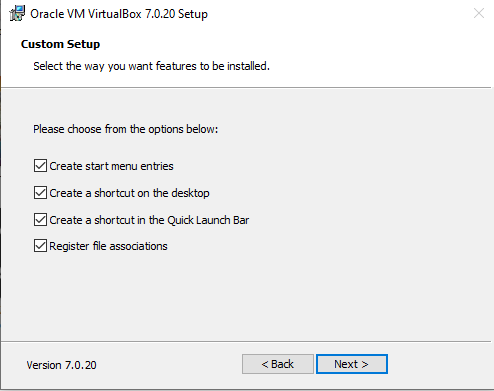 Oracle VM VirtualBox 7.0.20 Setup
Custom Setup
Select the way you want features to be installed.
Please choose from the options below:
Create start menu entries
Create a shortcut on the desktop
Create a shortcut in the Quick Launch Bar
Register file associations
Version 7.0.20
< Back
Next >